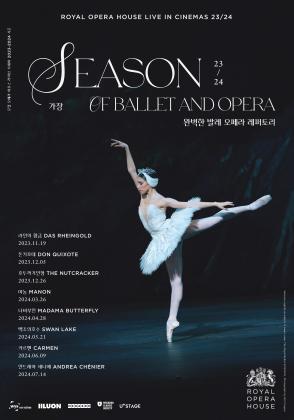 ROYAL OPERA HOUSE LIVE IN CINEMAS 23/24
SEASON
23
/
24
가장
OF BALLET AND OPERA
완벽한 발레 오페라 레퍼토리
라인의 황금 DAS RHEINGOLD
2023.11.19
돈키호테 DON QUIXOTE
2023.12.03
호두까기인형 THE NUTCRACKER
2023.12.26
마농 MANON
2024.03.26
나비부인 MADAMA BUTTERFLY
2024.04.28
백조의호수 SWAN LAKE
2024.05.21
카르멘 CARMEN
2024.06.09
안드레아 셰니에 ANDREA CHÉNIER
2024.07.14
IILUON
U+STAGE
ROYAL
OPERA
HOUSE